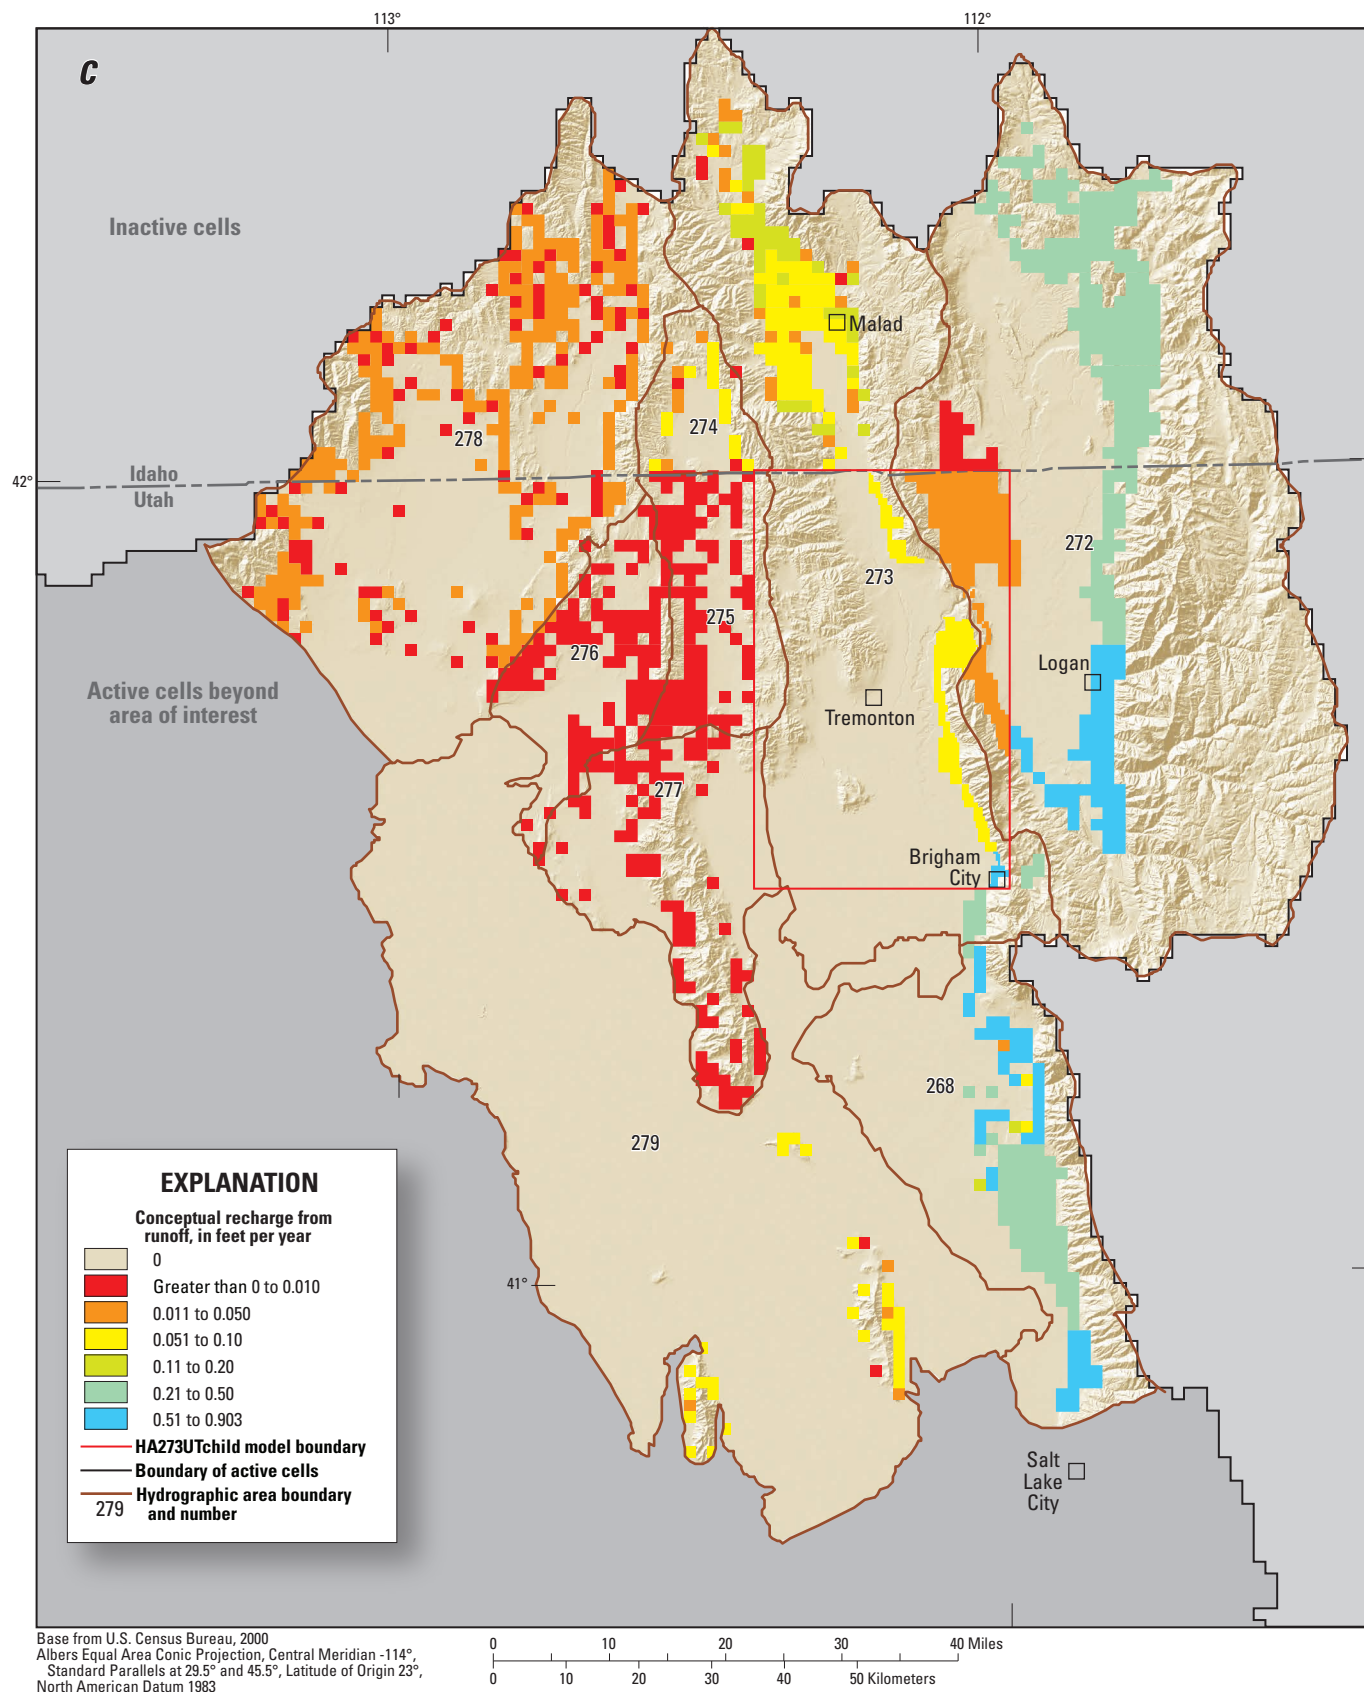 113°
112°
C
Inactive cells
Malad
274
278
42°
Idaho
Utah
272
273
275
276
Logan
Active cells beyond
area of interest
Tremonton
277
Brigham
City
268
279
EXPLANATION
Conceptual recharge from
runoff, in feet per year
0
Greater than 0 to 0.010
0.011 to 0.050
0.051 to 0.10
0.11 to 0.20
0.21 to 0.50
0.51 to 0.903
HA273UTchild model boundary
Boundary of active cells
279 Hydrographic area boundary
and number
41°
Salt
Lake
City
Base from U.S. Census Bureau, 2000
Albers Equal Area Conic Projection, Central Meridian -114°,
Standard Parallels at 29.5° and 45.5°, Latitude of Origin 23°,
North American Datum 1983
0 10 20 30 40 Miles
0 10 20 30 40 50 Kilometers